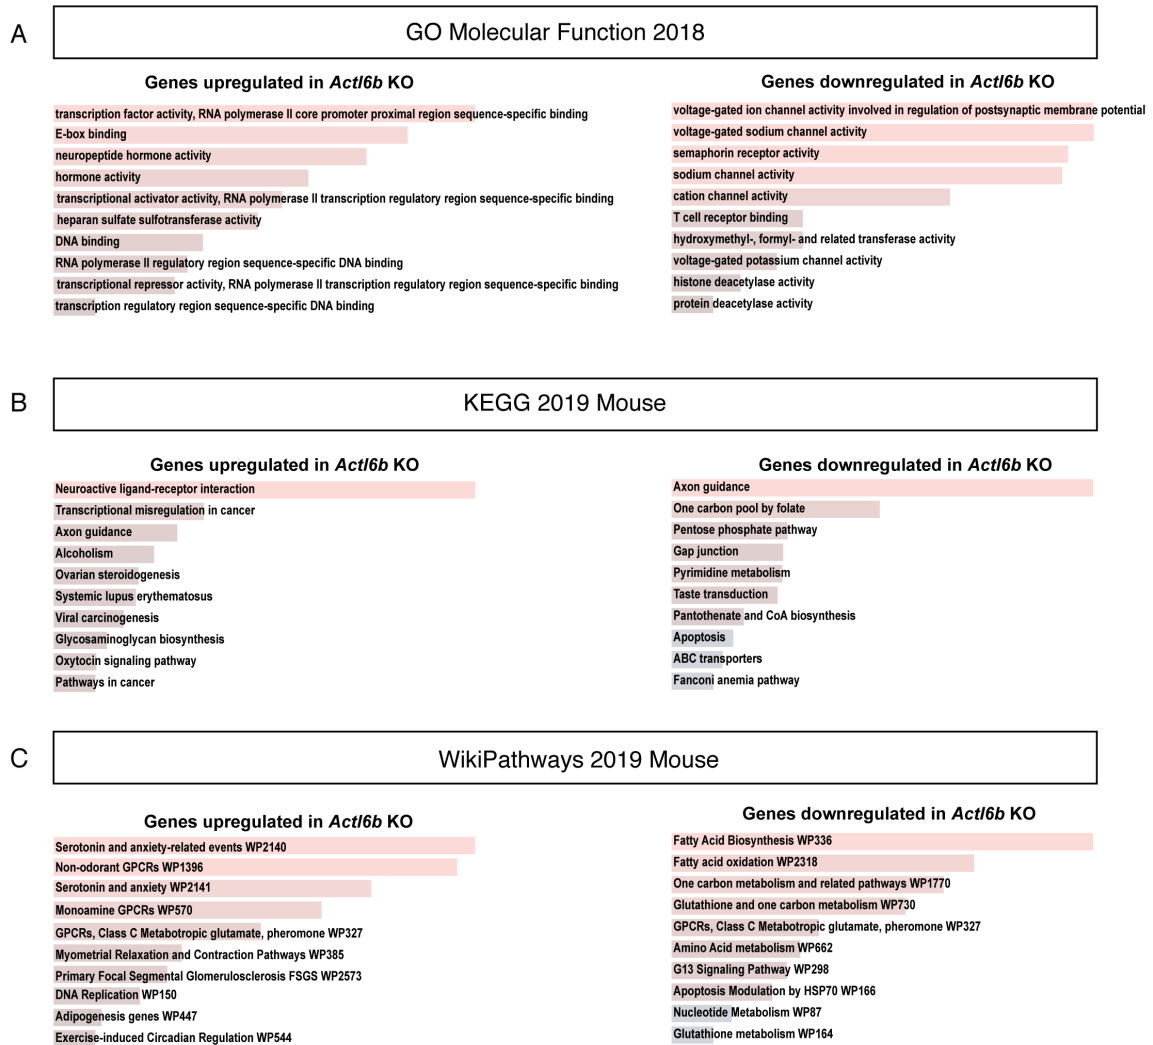 A
GO Molecular Function 2018
Genes upregulated in Actl6b KO
transcription factor activity, RNA polymerase II core promoter proximal region sequence-specific binding
E-box binding
neuropeptide hormone activity
hormone activity
transcriptional activator activity, RNA polymerase II transcription regulatory region sequence-specific binding
heparan sulfate sulfotransferase activity
DNA binding
RNA polymerase II regulatory region sequence-specific DNA binding
transcriptional repressor activity, RNA polymerase II transcription regulatory region sequence-specific binding
transcription regulatory region sequence-specific DNA binding
Genes downregulated in Actl6b KO
voltage-gated ion channel activity involved in regulation of postsynaptic membrane potential
voltage-gated sodium channel activity
semaphorin receptor activity
sodium channel activity
cation channel activity
T cell receptor binding
hydroxymethyl-, formyl- and related transferase activity
voltage-gated potassium channel activity
histone deacetylase activity
protein deacetylase activity
B
KEGG 2019 Mouse
Genes upregulated in Actl6b KO
Neuroactive ligand-receptor interaction
Transcriptional misregulation in cancer
Axon guidance
Alcoholism
Ovarian steroidogenesis
Systemic lupus erythematosus
Viral carcinogenesis
Glycosaminoglycan biosynthesis
Oxytocin signaling pathway
Pathways in cancer
Genes downregulated in Actl6b KO
Axon guidance
One carbon pool by folate
Pentose phosphate pathway
Gap junction
Pyrimidine metabolism
Taste transduction
Pantothenate and CoA biosynthesis
Apoptosis
ABC transporters
Fanconi anemia pathway
C
WikiPathways 2019 Mouse
Genes upregulated in Actl6b KO
Serotonin and anxiety-related events WP2140
Non-odorant GPCRs WP1396
Serotonin and anxiety WP2141
Monoamine GPCRs WP570
GPCRs, Class C Metabotropic glutamate, pheromone WP327
Myometrial Relaxation and Contraction Pathways WP385
Primary Focal Segmental Glomerulosclerosis FSGS WP2573
DNA Replication WP150
Adipogenesis genes WP447
Exercise-induced Circadian Regulation WP544
Genes downregulated in Actl6b KO
Fatty Acid Biosynthesis WP336
Fatty acid oxidation WP2318
One carbon metabolism and related pathways WP1770
Glutathione and one carbon metabolism WP730
GPCRs, Class C Metabotropic glutamate, pheromone WP327
Amino Acid metabolism WP662
G13 Signaling Pathway WP298
Apoptosis Modulation by HSP70 WP166
Nucleotide Metabolism WP87
Glutathione metabolism WP164